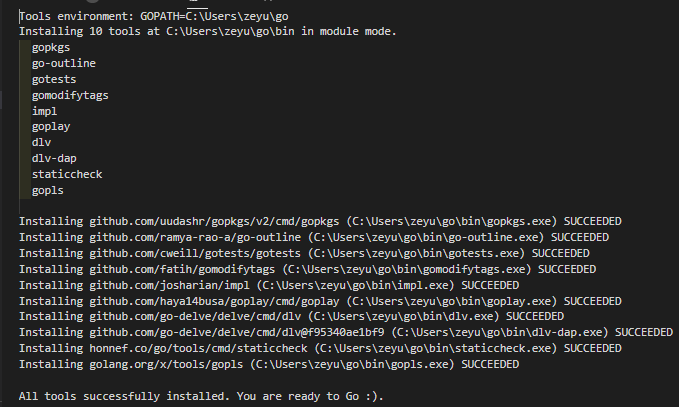 Tools environment: GOPATH=C:\Users\zeyu\go
Installing 10 tools at C:\Users\zeyu\go\bin in module mode.
gopkgs
go-outline
gotests
gomodifytags
impl
goplay
dlv
dlv-dap
staticcheck
gopls
Installing github.com/uudashr/gopkgs/v2/cmd/gopkgs (C:\Users\zeyu\go\bin\gopkgs.exe) SUCCEEDED
Installing github.com/ramya-rao-a/go-outline (C:\Users\zeyu\go\bin\go-outline.exe) SUCCEEDED
Installing github.com/cweill/gotests/gotests (C:\Users\zeyu\go\bin\gotests.exe) SUCCEEDED
Installing github.com/fatih/gomodifytags (C:\Users\zeyu\go\bin\gomodifytags.exe) SUCCEEDED
Installing github.com/josharian/impl (C:\Users\zeyu\go\bin\impl.exe) SUCCEEDED
Installing github.com/haya14busa/goplay/cmd/goplay (C:\Users\zeyu\go\bin\goplay.exe) SUCCEEDED
Installing github.com/go-delve/delve/cmd/dlv (C:\Users\zeyu\go\bin\dlv.exe) SUCCEEDED
Installing github.com/go-delve/delve/cmd/dlv@f95340ae1bf9 (C:\Users\zeyu\go\bin\dlv-dap.exe) SUCCEEDED
Installing honnef.co/go/tools/cmd/staticcheck (C:\Users\zeyu\go\bin\staticcheck.exe) SUCCEEDED
Installing golang.org/x/tools/gopls (C:\Users\zeyu\go\bin\gopls.exe) SUCCEEDED
All tools successfully installed. You are ready to Go :).